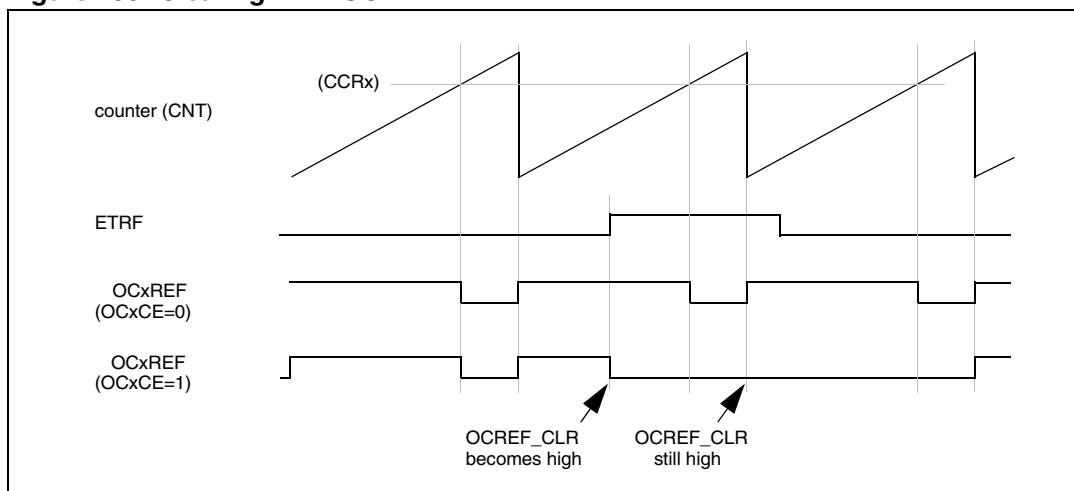 (CCRx)
counter (CNT)
ETRF
OCxREF
(OCxCE=0)
OCxREF
(OCxCE=1)
OCREF_CLR
becomes high
OCREF_CLR
still high